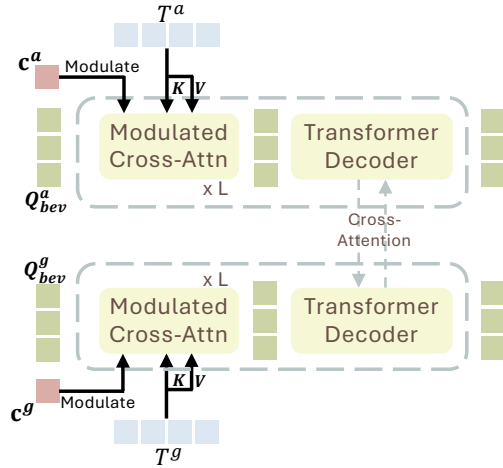 T^a
c^a
Modulate
K V
Modulated
Cross-Attn
Transformer
Decoder
Q^a_bev
x L
Cross-
Attention
Q^g_bev
x L
Modulated
Cross-Attn
Transformer
Decoder
K V
c^g
Modulate
T^g